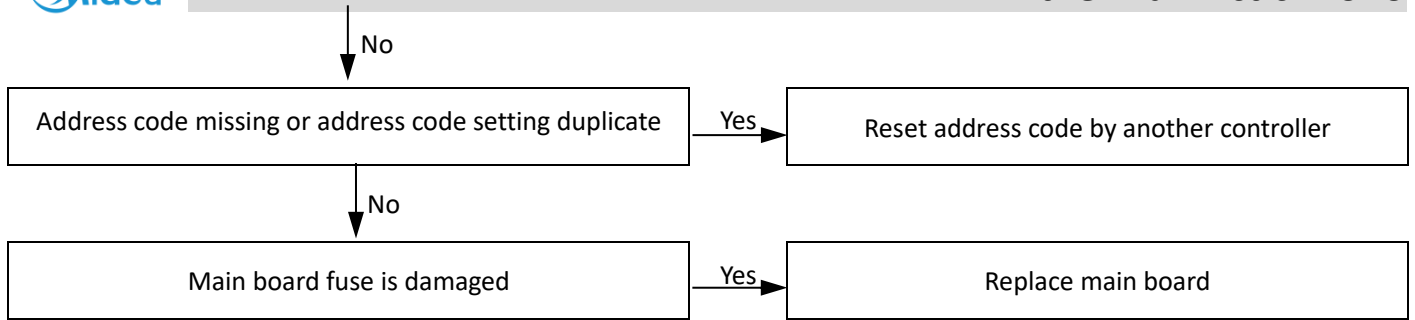 No
Address code missing or address code setting duplicate
Yes
Reset address code by another controller
No
Main board fuse is damaged
Yes
Replace main board